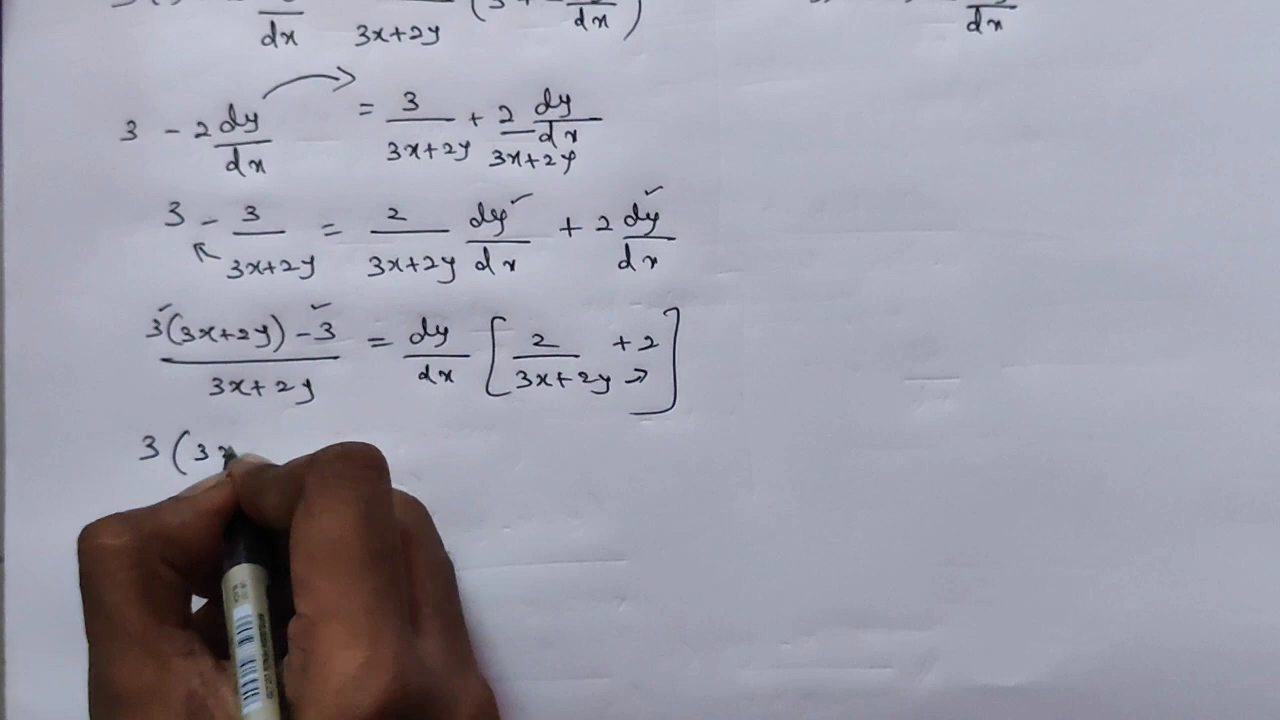 dx 3x+2y dx ) dx
3 - 2 dy/dx = 3/3x+2y + 2 dy/dx/3x+2y
3 - 3/3x+2y = 2/3x+2y dy/dx + 2 dy/dx
3(3x+2y) - 3/3x+2y = dy/dx [2/3x+2y + 2]
3 (3x